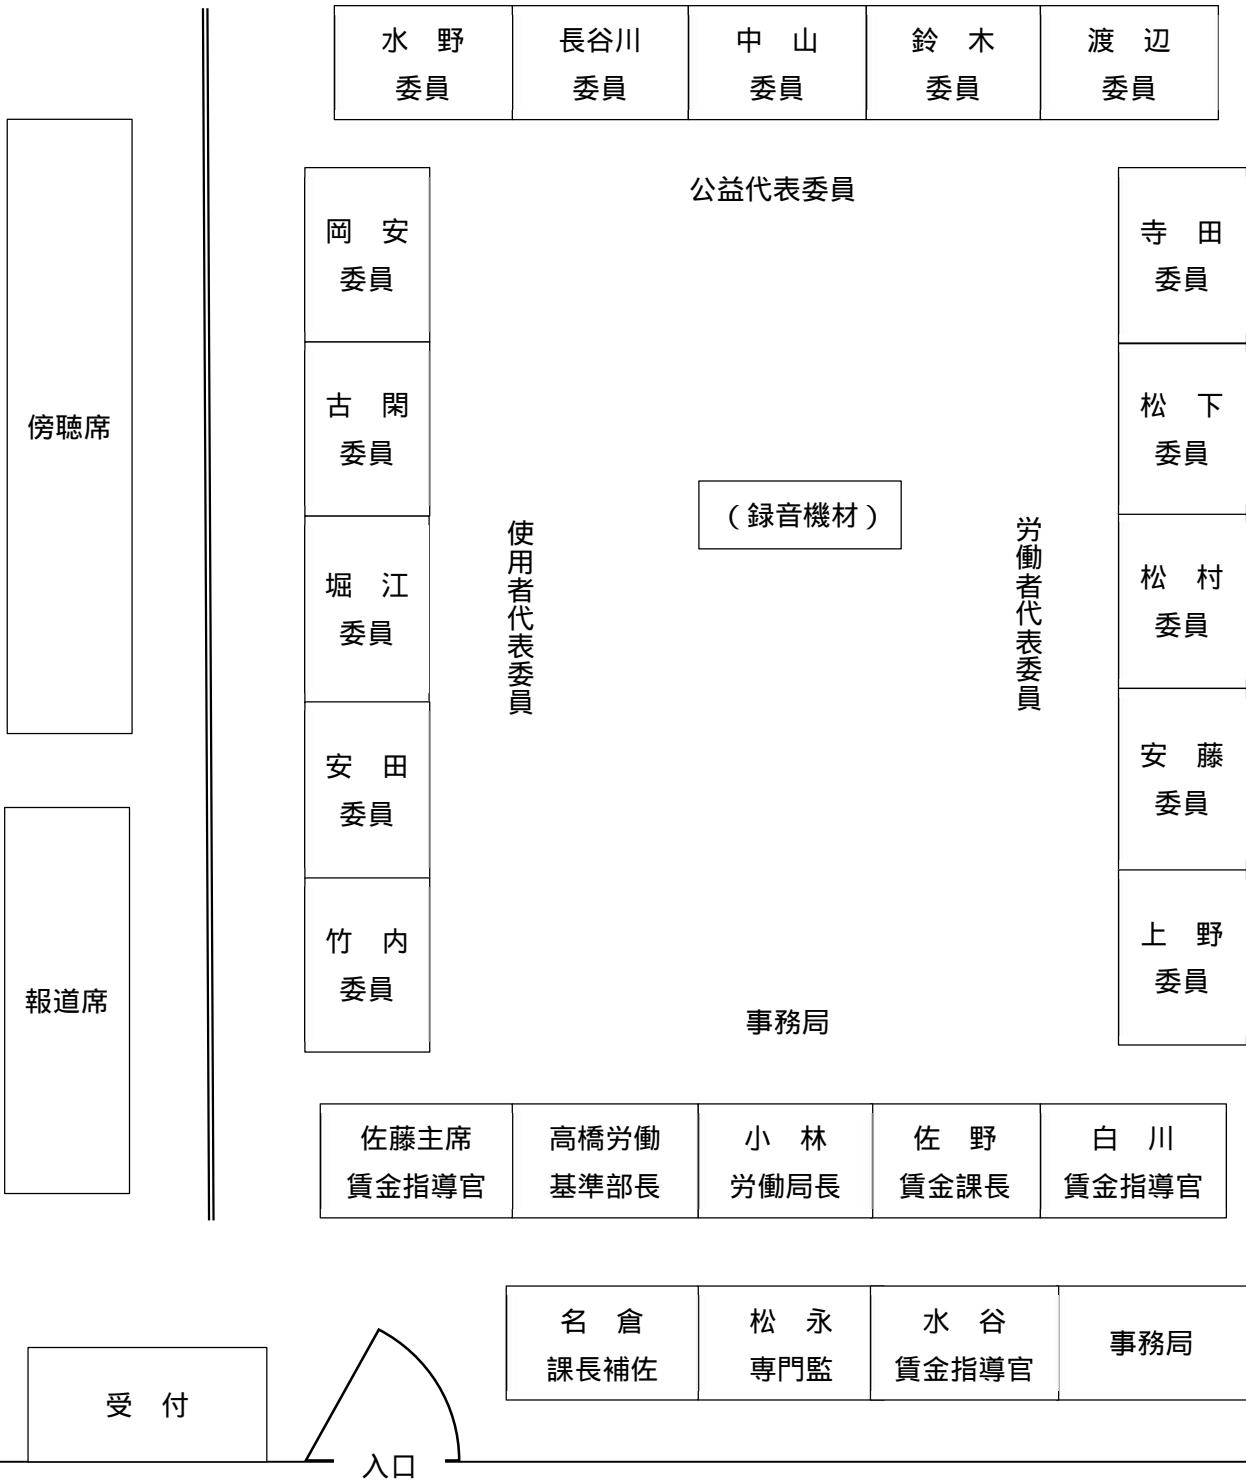 水　野
委員
長谷川
委員
中　山
委員
鈴　木
委員
渡　辺
委員
公益代表委員
岡　安
委員
古　閑
委員
堀　江
委員
安　田
委員
竹　内
委員
使用者代表委員
（録音機材）
労働者代表委員
寺　田
委員
松　下
委員
松　村
委員
安　藤
委員
上　野
委員
傍聴席
報道席
事務局
佐藤主席
賃金指導官
高橋労働
基準部長
小　林
労働局長
佐　野
賃金課長
白　川
賃金指導官
名　倉
課長補佐
松　永
専門監
水　谷
賃金指導官
事務局
受　付
入口